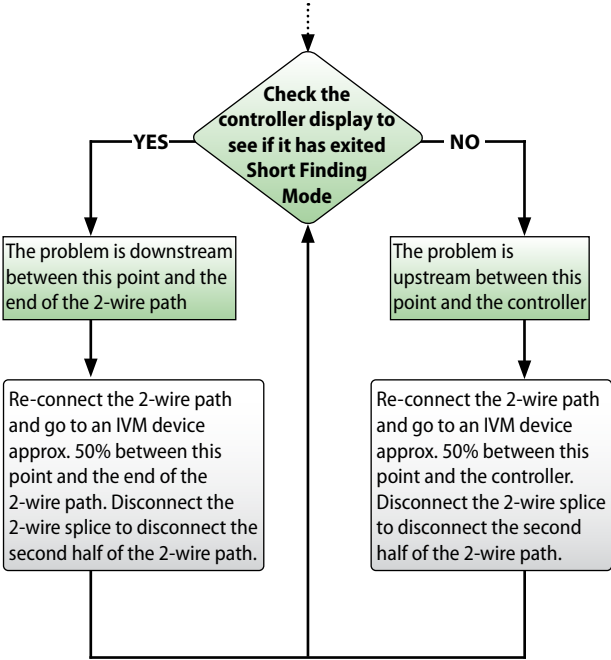 Check the
controller display to
see if it has exited
Short Finding
Mode
YES
NO
The problem is downstream
between this point and the
end of the 2-wire path
The problem is
upstream between this
point and the controller
Re-connect the 2-wire path
and go to an IVM device
approx. 50% between this
point and the end of the
2-wire path. Disconnect the
2-wire splice to disconnect the
second half of the 2-wire path.
Re-connect the 2-wire path
and go to an IVM device
approx. 50% between this
point and the controller.
Disconnect the 2-wire splice
to disconnect the second
half of the 2-wire path.